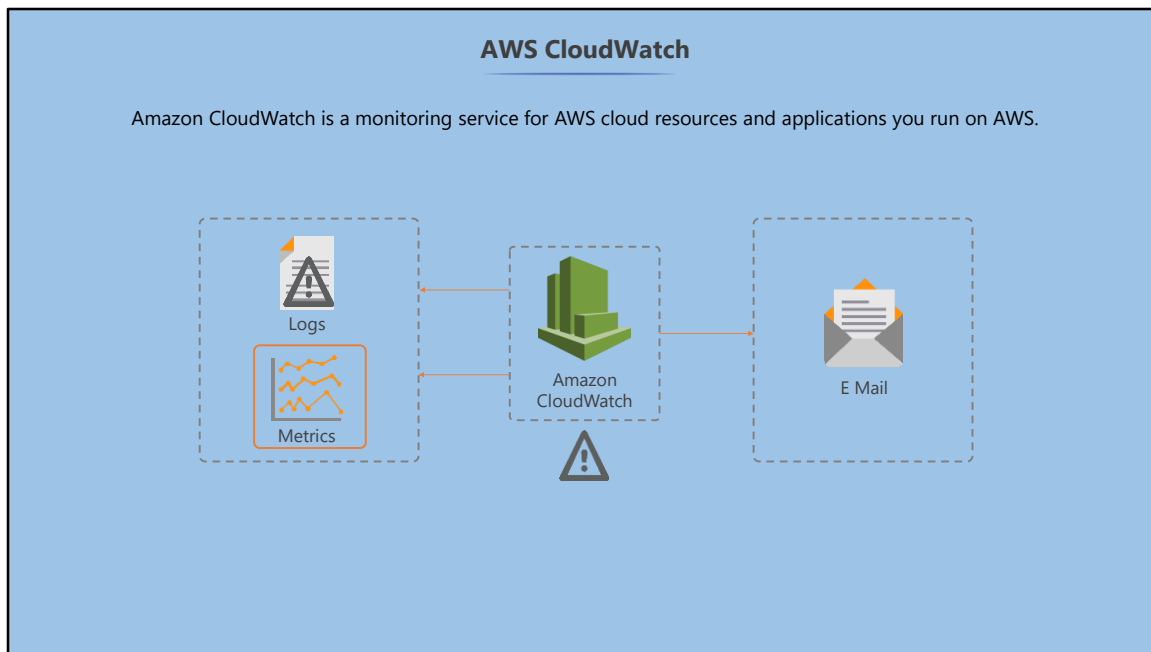 AWS CloudWatch
Amazon CloudWatch is a monitoring service for AWS cloud resources and applications you run on AWS.
Logs
Metrics
Amazon
CloudWatch
E Mail